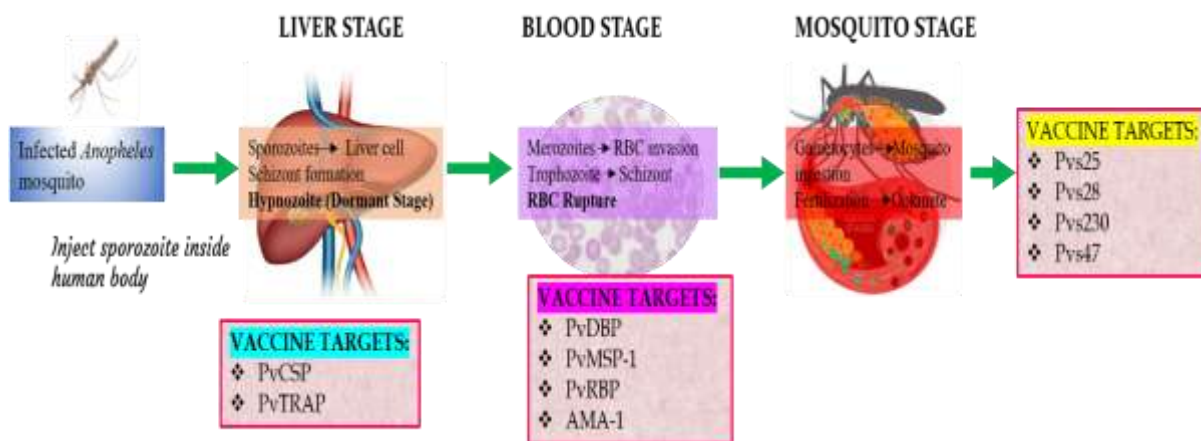 LIVER STAGE
BLOOD STAGE
MOSQUITO STAGE
Infected Anopheles
mosquito
Inject sporozoite inside
human body
Sporozoites → Liver cell
Schizont formation
Hypnozoite (Dormant Stage)
VACCINE TARGETS:
❖ PvCSP
❖ PvTRAP
Merozoites → RBC invasion
Trophozoite → Schizont
RBC Rupture
VACCINE TARGETS:
❖ PvDBP
❖ PvMSP-1
❖ PvRBP
❖ AMA-1
Gametocytes → Mosquito
ingestion
Fertilization → Ookinete
VACCINE TARGETS:
❖ Pvs25
❖ Pvs28
❖ Pvs230
❖ Pvs47